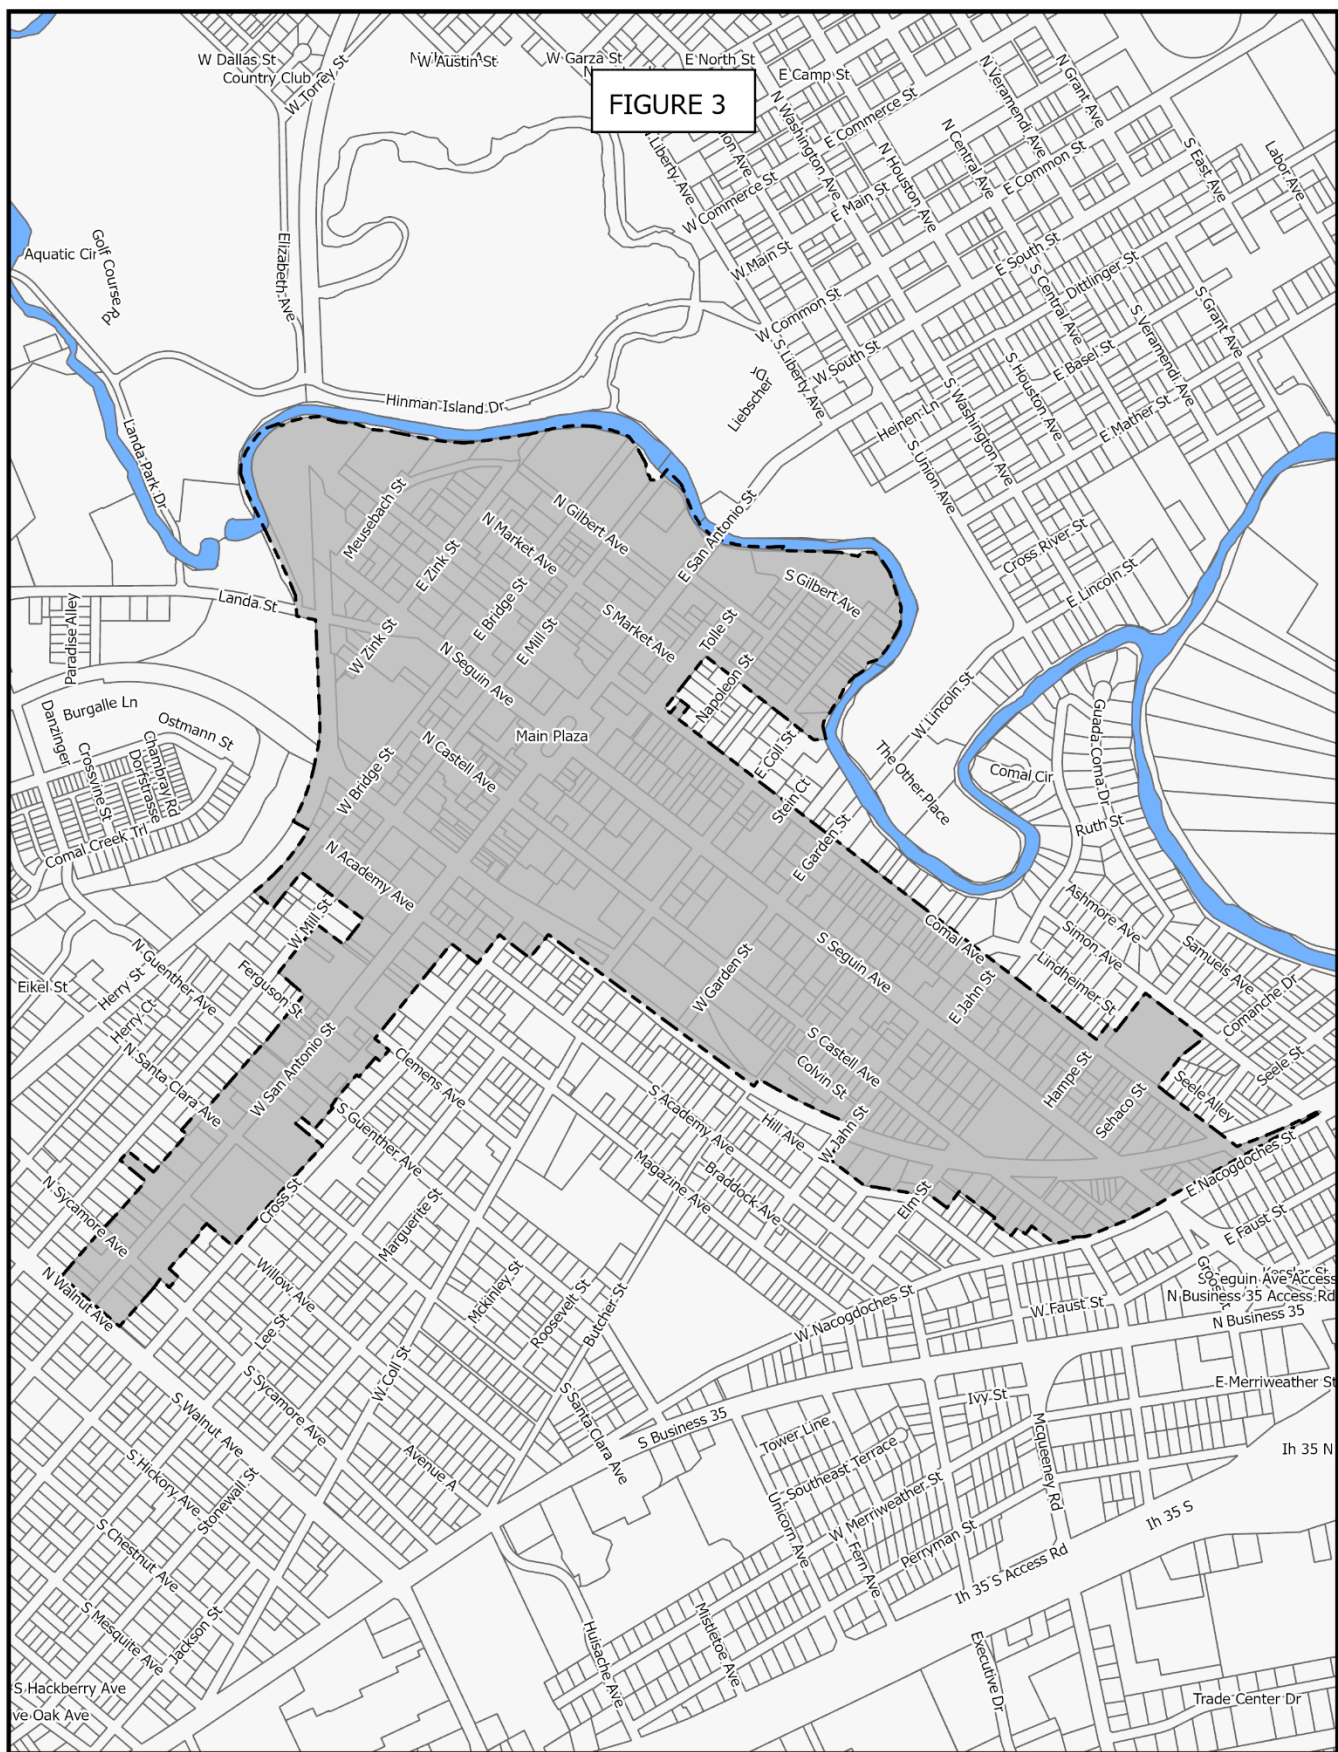 W Dallas St
Country Club Cir
W Torrey St
W Austin St
W Garza St
E North St
E Camp St
FIGURE 3
E Commerce St
N Washington Ave
N Veramendi Ave
N Grant Ave
W Liberty Ave
N Houston Ave
N Central Ave
E Common St
S East Ave
Labor Ave
W Commerce St
E Main St
Aquatic Cir
Golf Course Rd
Elizabeth Ave
W Main St
E South St
Dittlinger St
S Central Ave
W Common St
S Grant Ave
S Veramendi Ave
S Liberty Ave
W South St
E Basel St
S Houston Ave
Liebscher Dr
Hinman Island Dr
S Washington Ave
Heinen Ln
E Mather St
S Union Ave
Landa Park Dr
Meusebach St
N Gilbert Ave
N Market Ave
E San Antonio St
Cross River St
E Zink St
S Gilbert Ave
E Lincoln St
Landa St
Paradise Alley
E Bridge St
E Mill St
S Market Ave
Tolle St
W Zink St
N Seguin Ave
Napoleon St
W Lincoln St
Burgalle Ln
Danzinger
Ostmann St
Guada Coma Dr
Main Plaza
N Castell Ave
E Coll St
Crossvine St
Chambray Rd
Dorfstrasse
W Bridge St
The Other Place
Comal Cir
Stein Ct
Ruth St
Comal Creek Trl
E Garden St
N Academy Ave
Ashmore Ave
W Mill St
Comal Ave
Simon Ave
N Guenther Ave
S Seguin Ave
Samuels Ave
Lindheimer St
Eikel St
Herry St
Ferguson St
W Garden St
E Jahn St
Comanche Dr
Herry Ct
W San Antonio St
N Santa Clara Ave
Clemens Ave
S Castell Ave
Colvin St
Hampe St
Seele St
Seele Alley
Sehaco St
S Guenther Ave
S Academy Ave
Hill Ave
W Jahn St
Magazine Ave
Braddock Ave
E Nacogdoches St
N Sycamore Ave
Cross St
Marguerite St
Elm St
E Faust St
N Walnut Ave
Willow Ave
Mckinley St
Roosevelt St
Butcher St
Kessler St
S Seguin Ave Access
N Business 35 Access Rd
W Nacogdoches St
W Faust St
N Business 35
Lee St
W Coll St
S Sycamore Ave
E Merriweather St
Ivy St
S Walnut Ave
S Santa Clara Ave
S Business 35
Tower Line
Mcqueeney Rd
Avenue A
Ih 35 N
S Hickory Ave
Stonewall St
Southeast Terrace
Unicorn Ave
W Merriweather St
Ih 35 S
S Chestnut Ave
Perryman St
Fern Ave
Ih 35 S Access Rd
S Mesquite Ave
Jackson St
Huisache Ave
Mistletoe Ave
Executive Dr
S Hackberry Ave
ve Oak Ave
Trade Center Dr